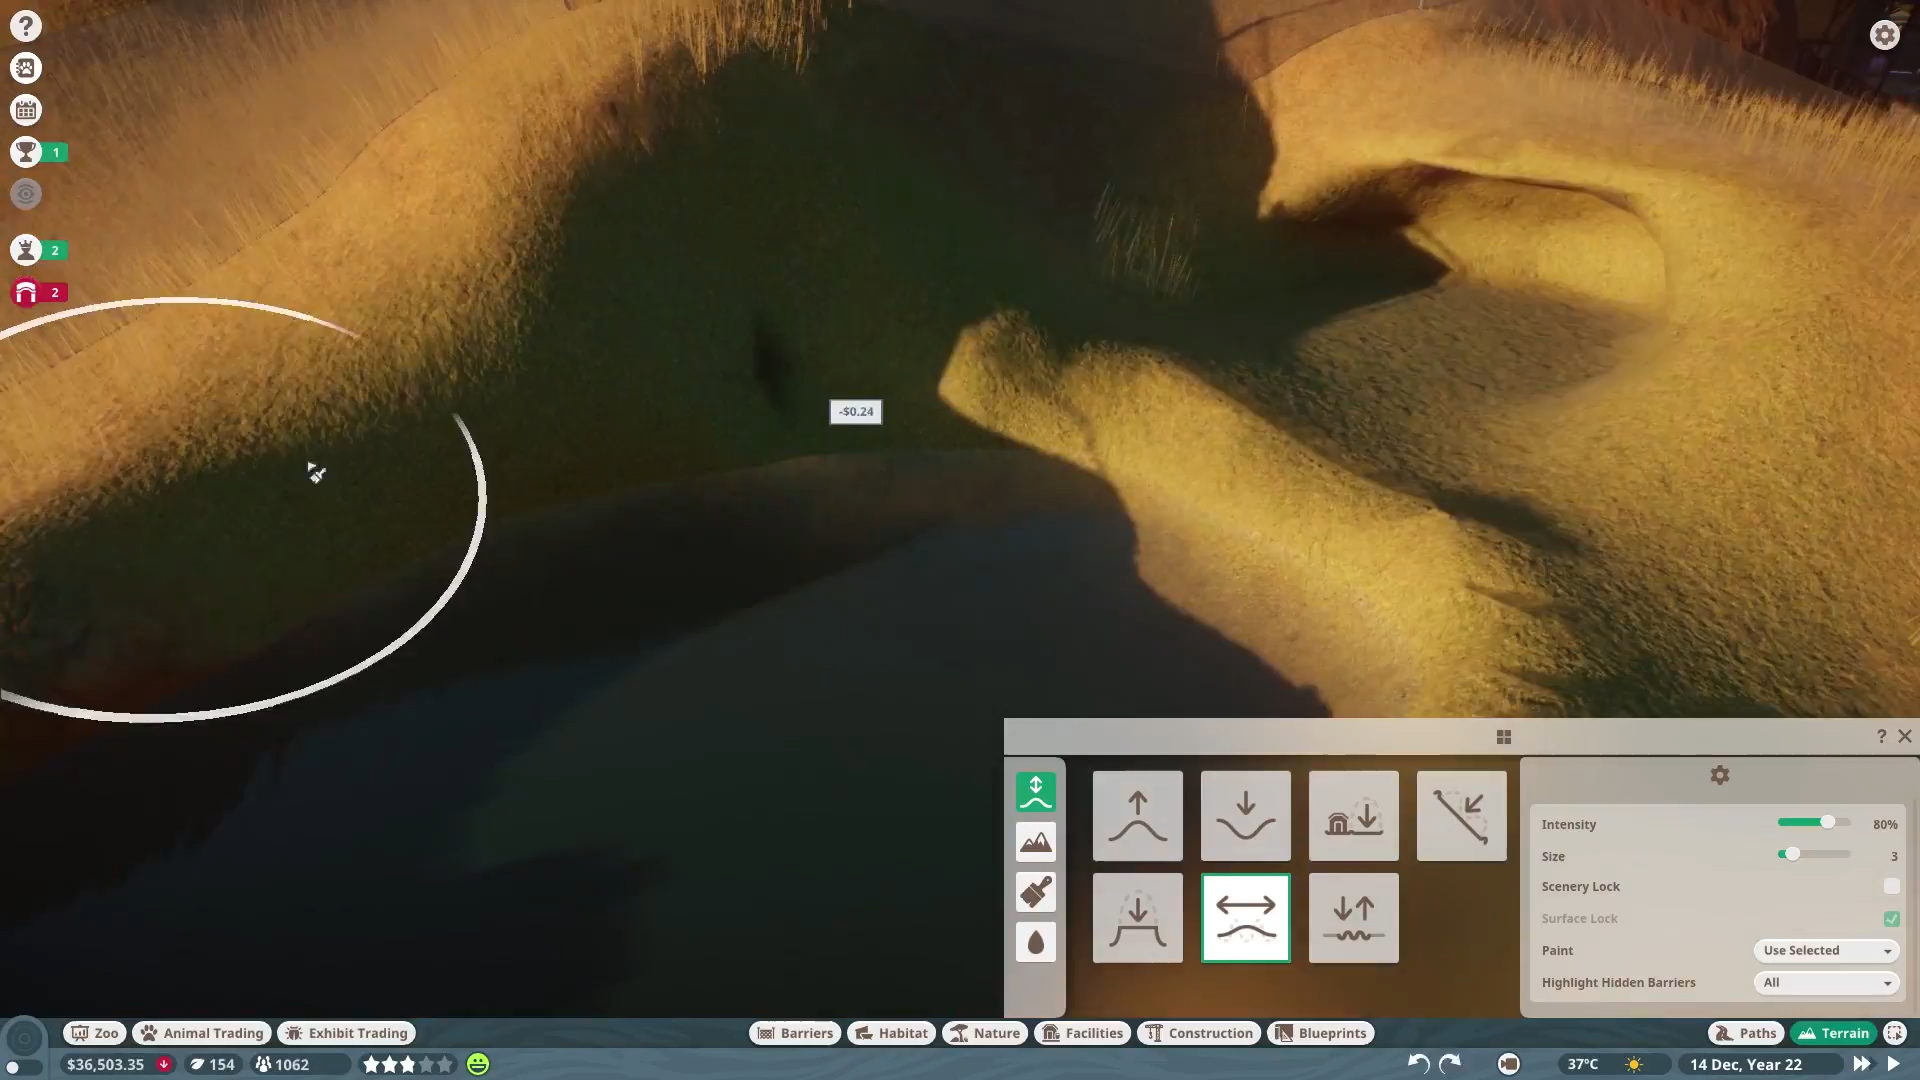 ?
1
2
2
-$0.24
?
Intensity 80%
Size 3
Scenery Lock
Surface Lock
Paint Use Selected
Highlight Hidden Barriers All
Zoo Animal Trading Exhibit Trading Barriers Habitat Nature Facilities Construction Blueprints Paths Terrain
$36,503.35 154 1062 37°C 14 Dec, Year 22